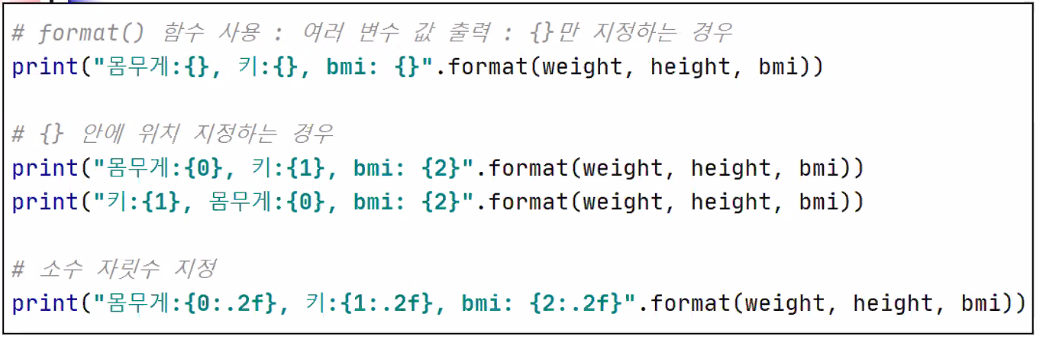 # format() 함수 사용 : 여러 변수 값 출력 : {}만 지정하는 경우
print("몸무게:{}, 키:{}, bmi: {}".format(weight, height, bmi))
# {} 안에 위치 지정하는 경우
print("몸무게:{0}, 키:{1}, bmi: {2}".format(weight, height, bmi))
print("키:{1}, 몸무게:{0}, bmi: {2}".format(weight, height, bmi))
# 소수 자릿수 지정
print("몸무게:{0:.2f}, 키:{1:.2f}, bmi: {2:.2f}".format(weight, height, bmi))